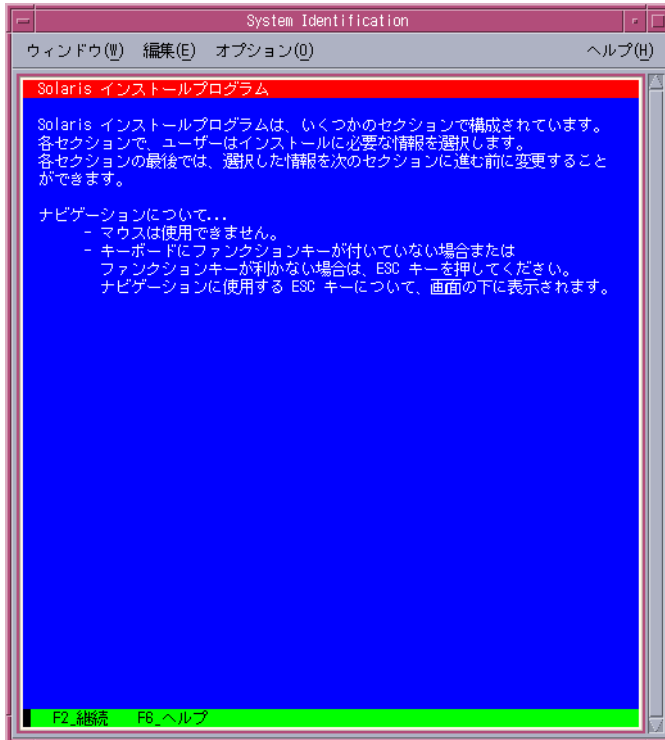 System Identification
ウィンドウ(W) 編集(E) オプション(O) ヘルプ(H)
Solaris インストールプログラム
Solaris インストールプログラムは、いくつかのセクションで構成されています。
各セクションで、ユーザーはインストールに必要な情報を選択します。
各セクションの最後では、選択した情報を次のセクションに進む前に変更すること
ができます。
ナビゲーションについて...
- マウスは使用できません。
- キーボードにファンクションキーが付いていない場合または
ファンクションキーが利かない場合は、ESC キーを押してください。
ナビゲーションに使用する ESC キーについて、画面の下に表示されます。
F2_継続 F6_ヘルプ